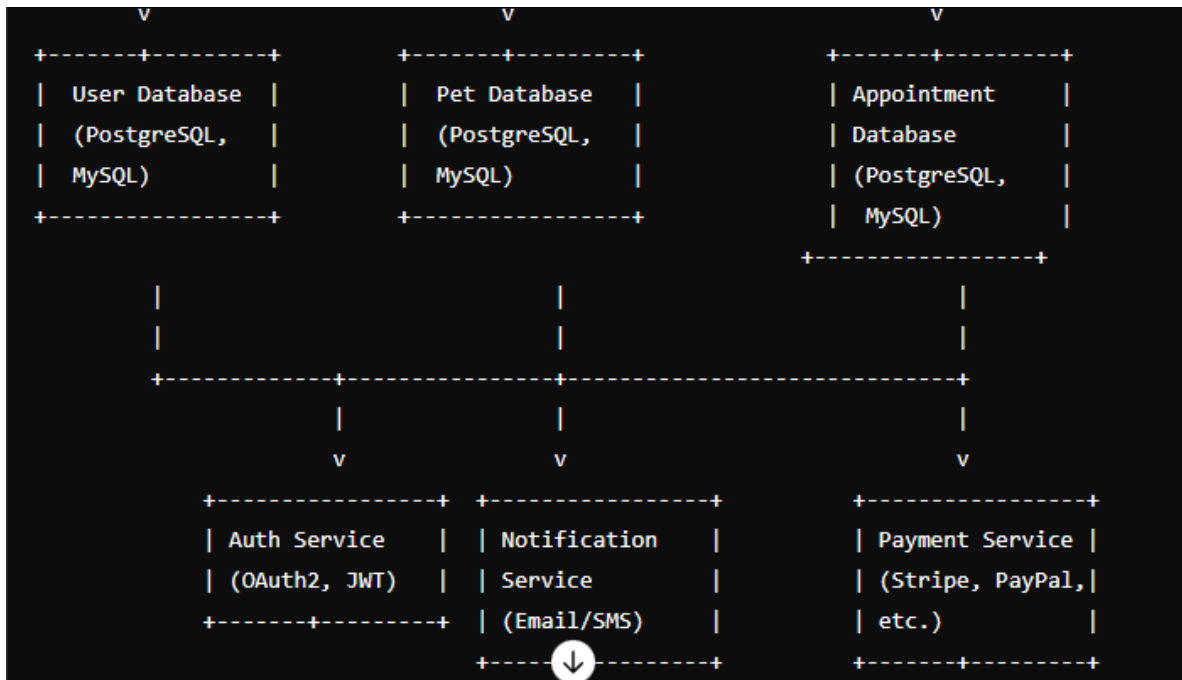 v v v
+-------+---------+ +-------+---------+ +-------+---------+
| User Database | | Pet Database | | Appointment |
| (PostgreSQL, | | (PostgreSQL, | | Database |
| MySQL) | | MySQL) | | (PostgreSQL, |
+-----------------+ +-----------------+ | MySQL) |
+-----------------+
| | |
| | |
+-------------+----------------+-----------------------------+
| | |
v v v
+-----------------+ +-----------------+ +-----------------+
| Auth Service | | Notification | | Payment Service |
| (OAuth2, JWT) | | Service | | (Stripe, PayPal,|
+-------+---------+ | (Email/SMS) | | etc.) |
+----- ---------+ +-------+---------+